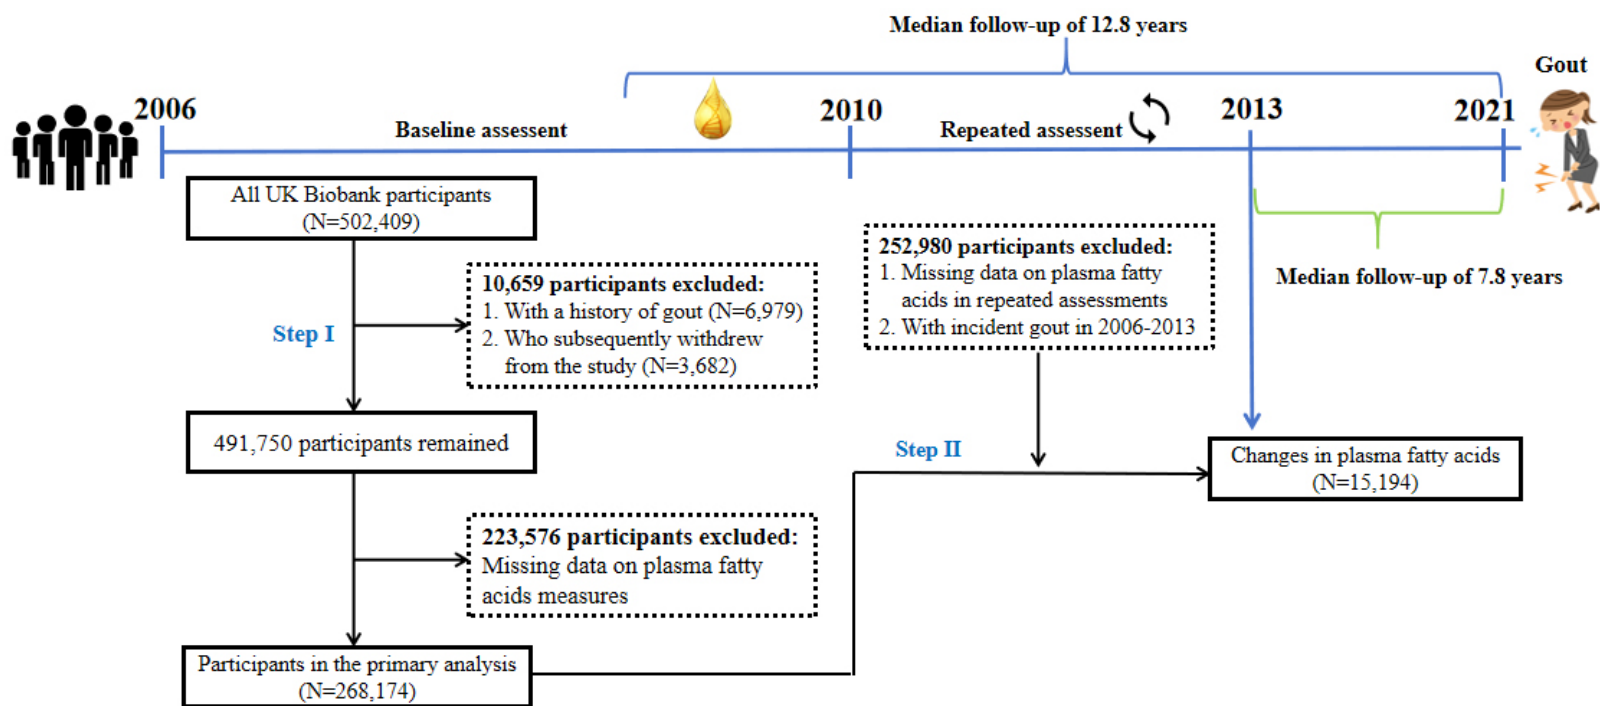 Median follow-up of 12.8 years
Gout
2006
2010
2013
2021
Baseline assessent
Repeated assessent
All UK Biobank participants
(N=502,409)
10,659 participants excluded:
1. With a history of gout (N=6,979)
2. Who subsequently withdrew
from the study (N=3,682)
Step I
491,750 participants remained
223,576 participants excluded:
Missing data on plasma fatty
acids measures
Participants in the primary analysis
(N=268,174)
252,980 participants excluded:
1. Missing data on plasma fatty
acids in repeated assessments
2. With incident gout in 2006-2013
Median follow-up of 7.8 years
Step II
Changes in plasma fatty acids
(N=15,194)